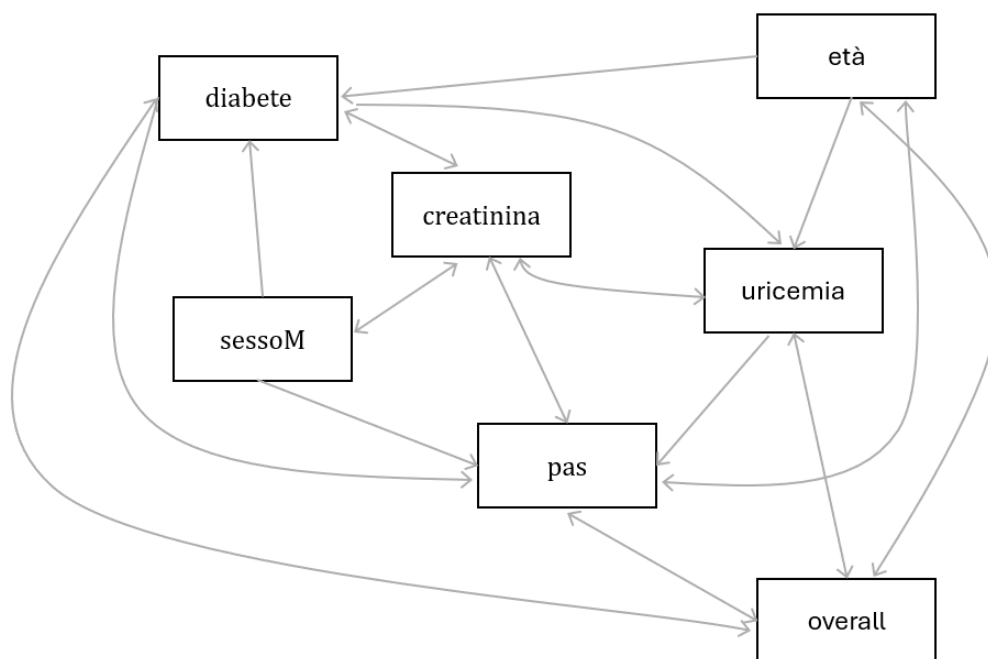 età
diabete
creatinina
uricemia
sessoM
pas
overall